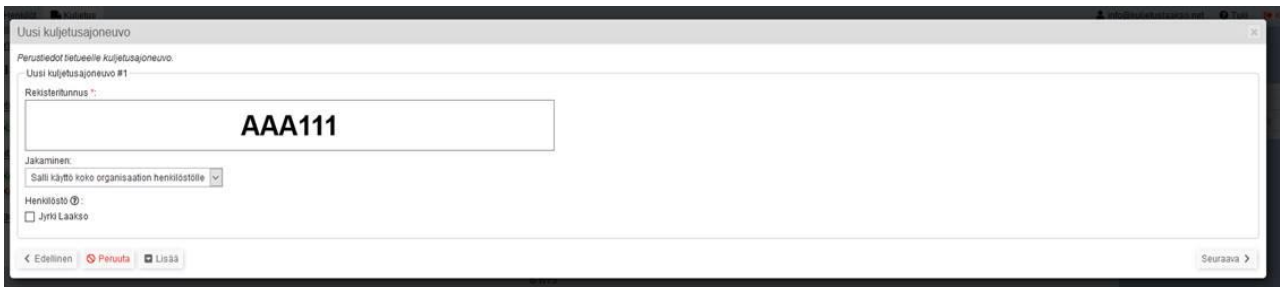 Kuljetus
Uusi kuljetusajoneuvo
Perustiedot tietueelle kuljetusajoneuvo.
Uusi kuljetusajoneuvo #1
Rekisteritunnus *:
AAA111
Jakaminen:
Salli käyttö koko organisaation henkilöstölle
Henkilöstö ?:
Jyrki Laakso
Edellinen Peruuta Lisää Seuraava